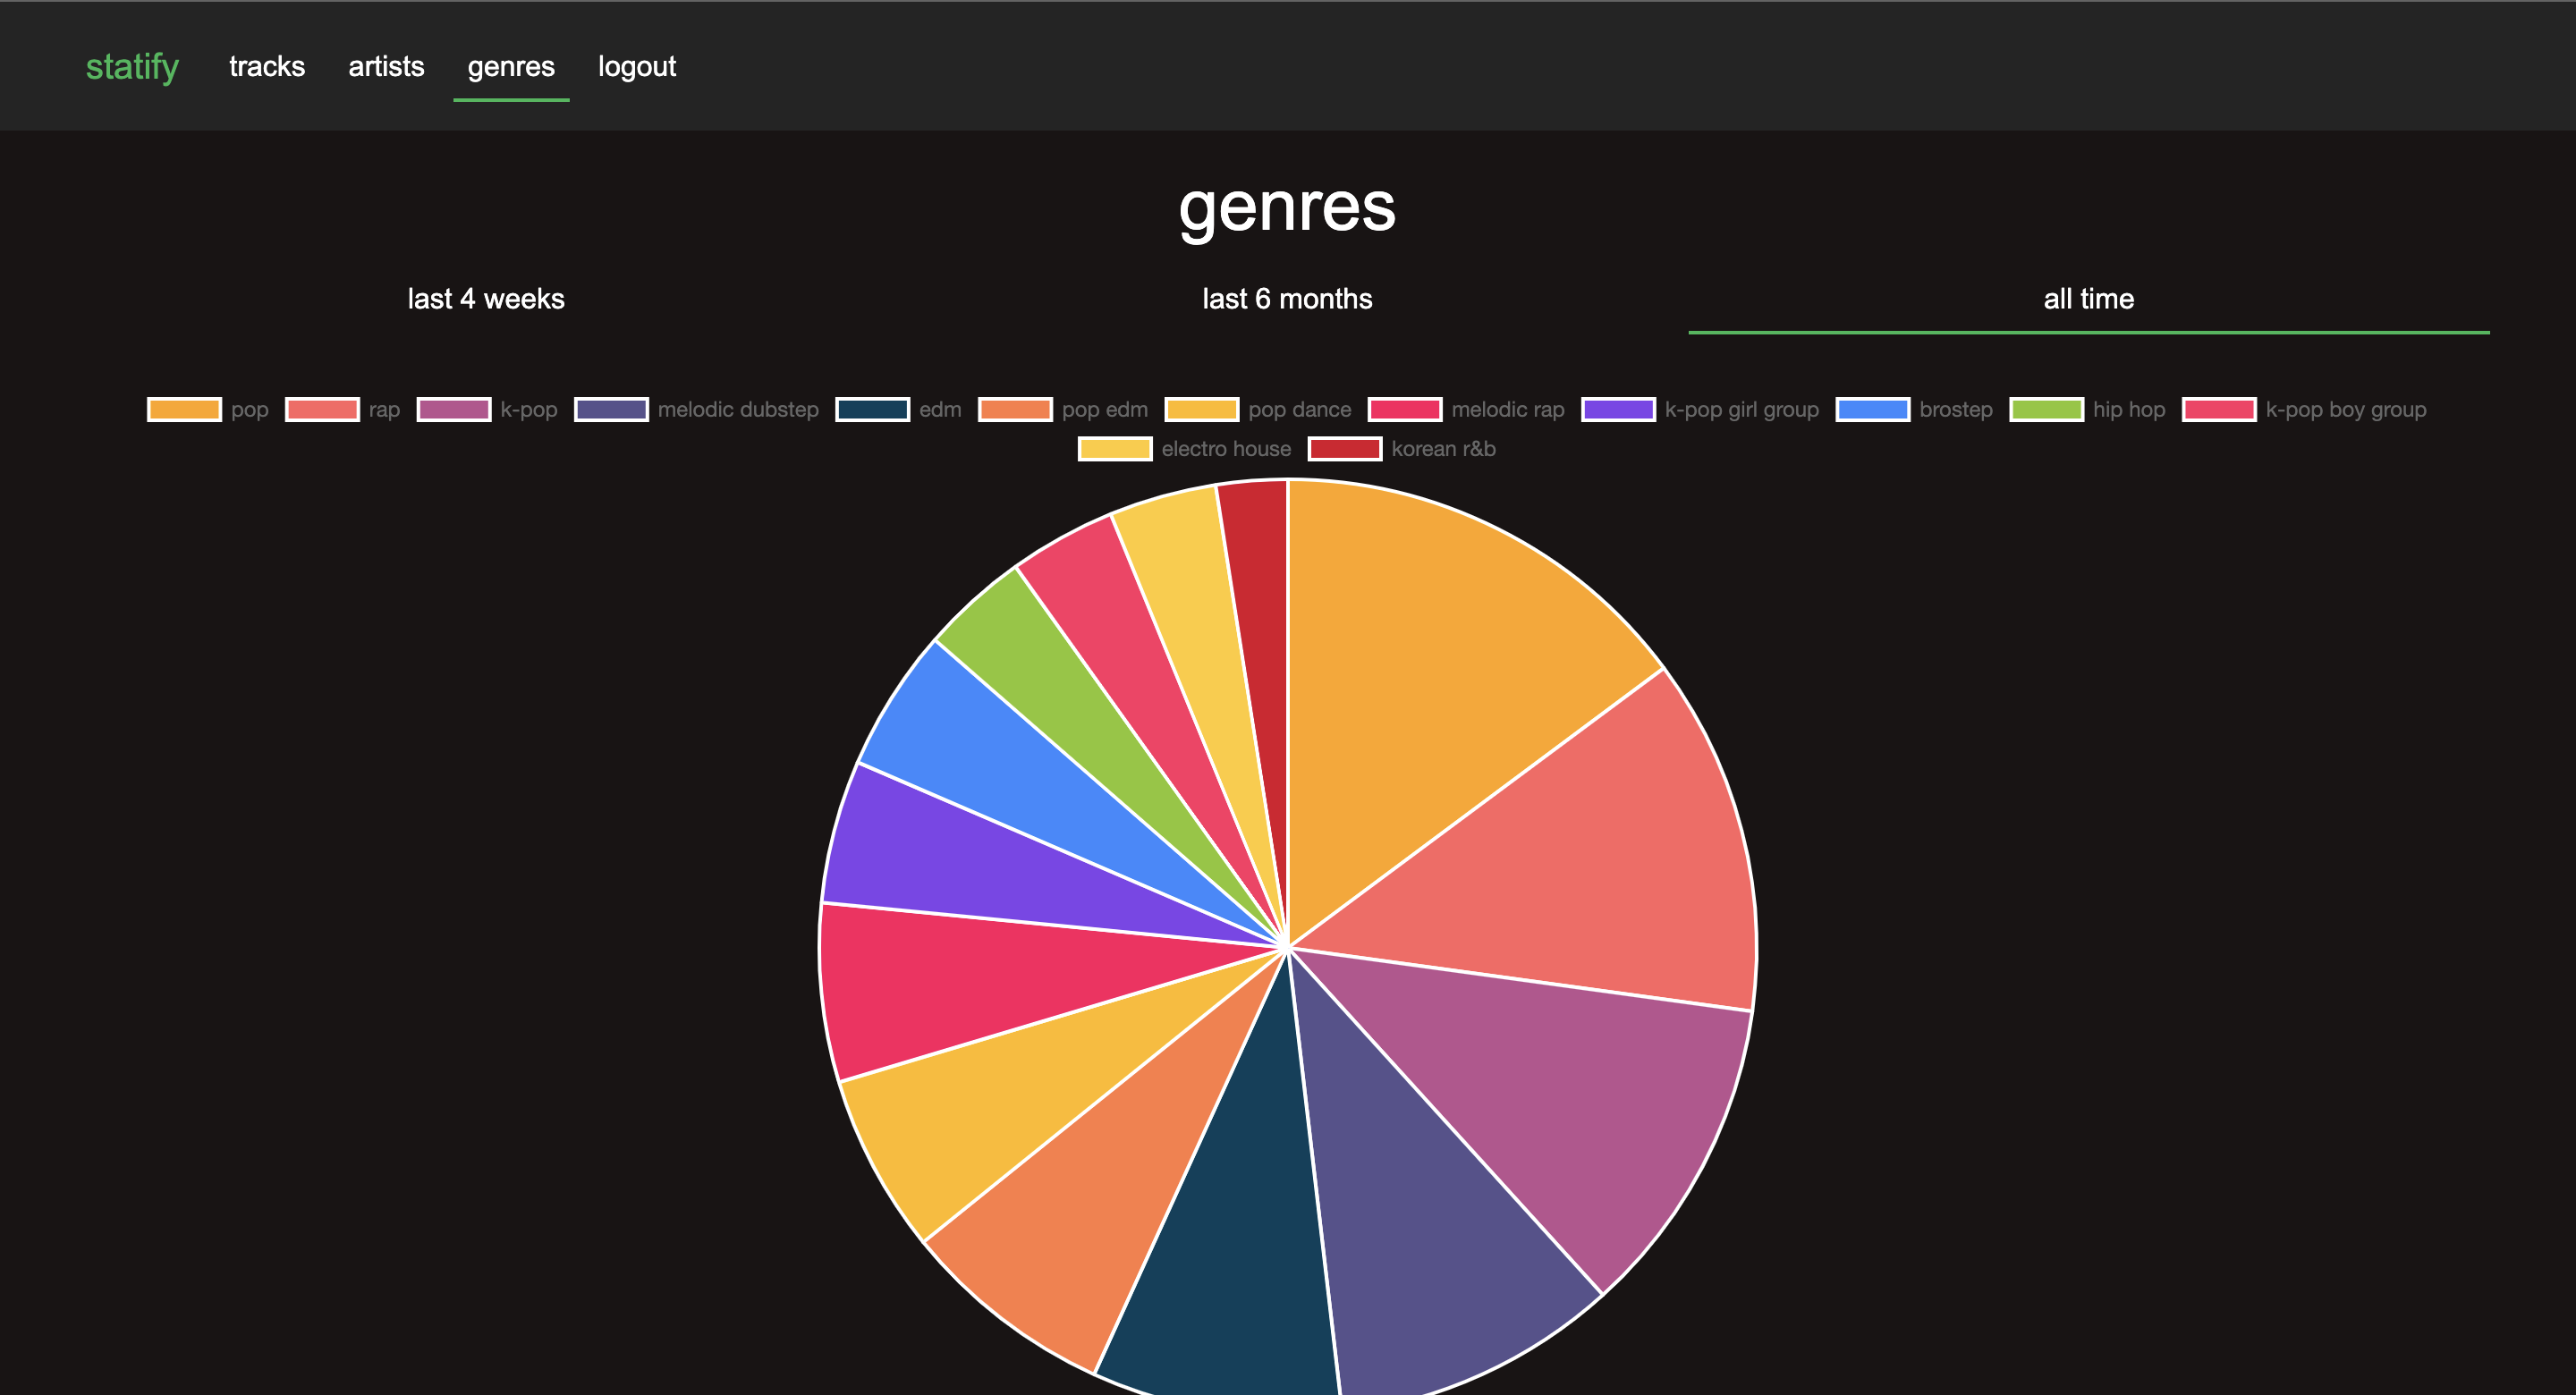 statify tracks artists genres logout
genres
last 4 weeks last 6 months all time
pop rap k-pop melodic dubstep edm pop edm pop dance melodic rap k-pop girl group brostep hip hop k-pop boy group
electro house korean r&b